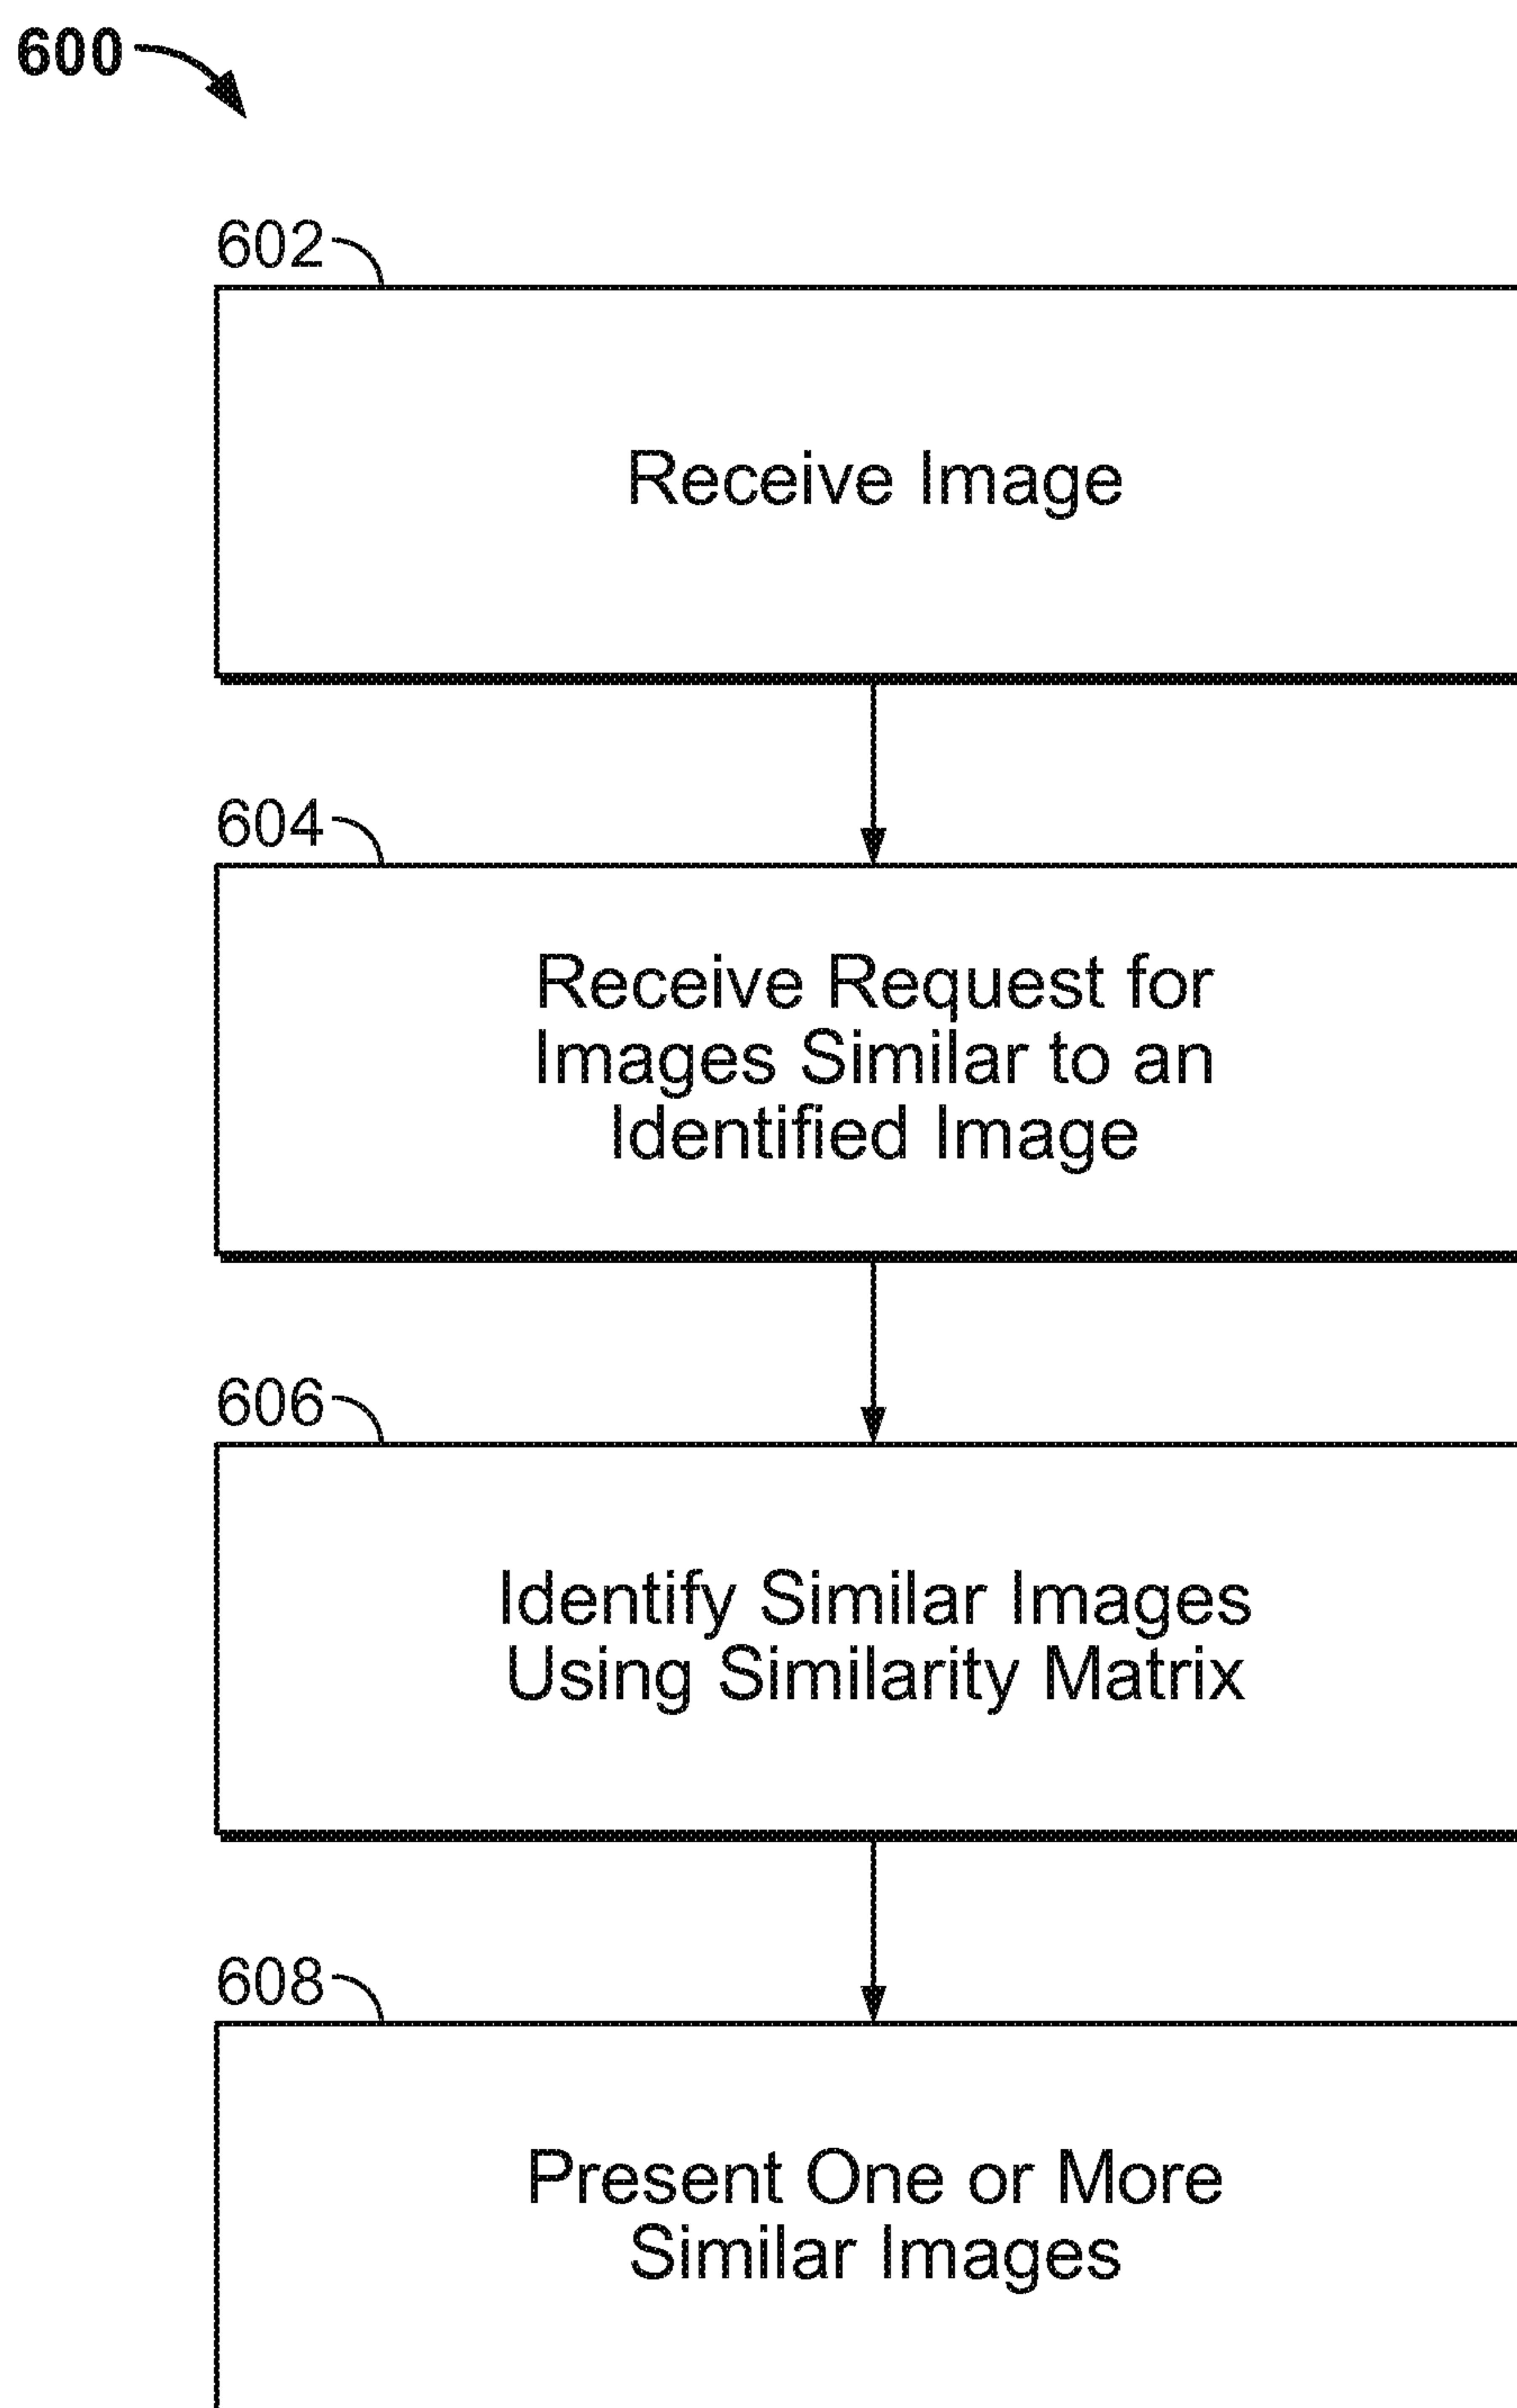 600
602
Receive Image
604
Receive Request for
Images Similar to an
Identified Image
606
Identify Similar Images
Using Similarity Matrix
608
Present One or More
Similar Images